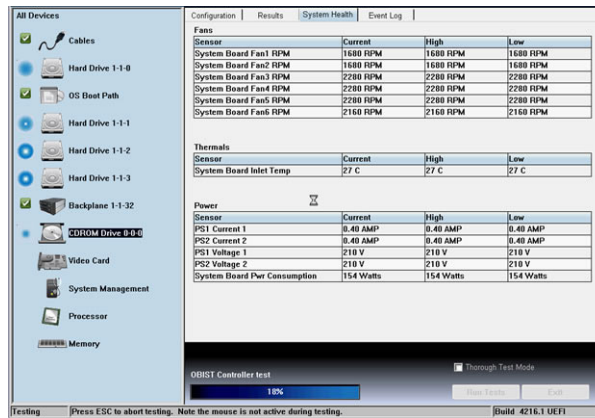 All Devices
Cables
Hard Drive 1-1-0
OS Boot Path
Hard Drive 1-1-1
Hard Drive 1-1-2
Hard Drive 1-1-3
Backplane 1-1-32
CDROM Drive 0-0-0
Video Card
System Management
Processor
Memory
Configuration Results System Health Event Log
Fans
Sensor Current High Low
System Board Fan1 RPM 1680 RPM 1680 RPM 1680 RPM
System Board Fan2 RPM 1680 RPM 1680 RPM 1680 RPM
System Board Fan3 RPM 2280 RPM 2280 RPM 2280 RPM
System Board Fan4 RPM 2280 RPM 2280 RPM 2280 RPM
System Board Fan5 RPM 2280 RPM 2280 RPM 2280 RPM
System Board Fan6 RPM 2160 RPM 2160 RPM 2160 RPM
Thermals
Sensor Current High Low
System Board Inlet Temp 27 C 27 C 27 C
Power
Sensor Current High Low
PS1 Current 1 0.40 AMP 0.40 AMP 0.40 AMP
PS2 Current 2 0.40 AMP 0.40 AMP 0.40 AMP
PS1 Voltage 1 210 V 210 V 210 V
PS2 Voltage 2 210 V 210 V 210 V
System Board Pwr Consumption 154 Watts 154 Watts 154 Watts
OBIST Controller test
18%
Thorough Test Mode
Run Tests Exit
Testing Press ESC to abort testing. Note the mouse is not active during testing. Build 4216.1 UEFI